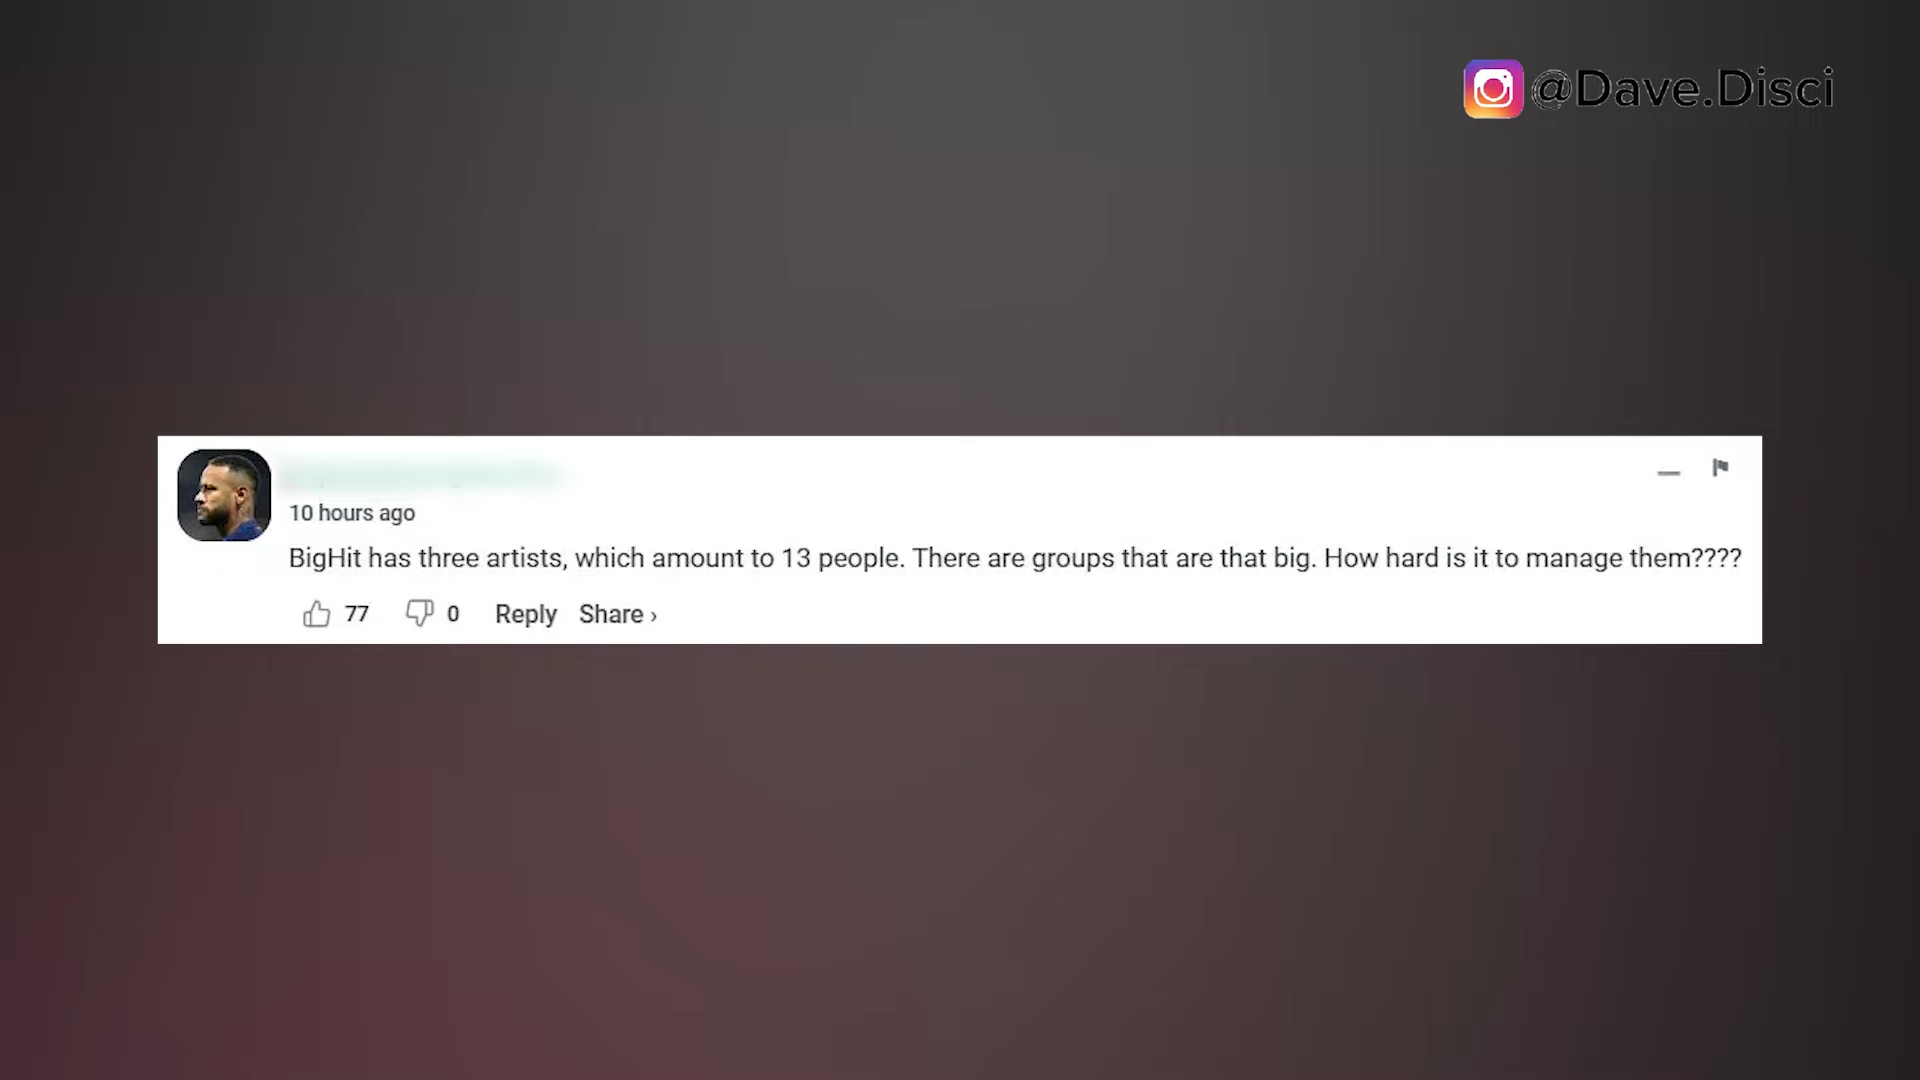 @Dave.Disci
10 hours ago
BigHit has three artists, which amount to 13 people. There are groups that are that big. How hard is it to manage them????
77 0 Reply Share ›